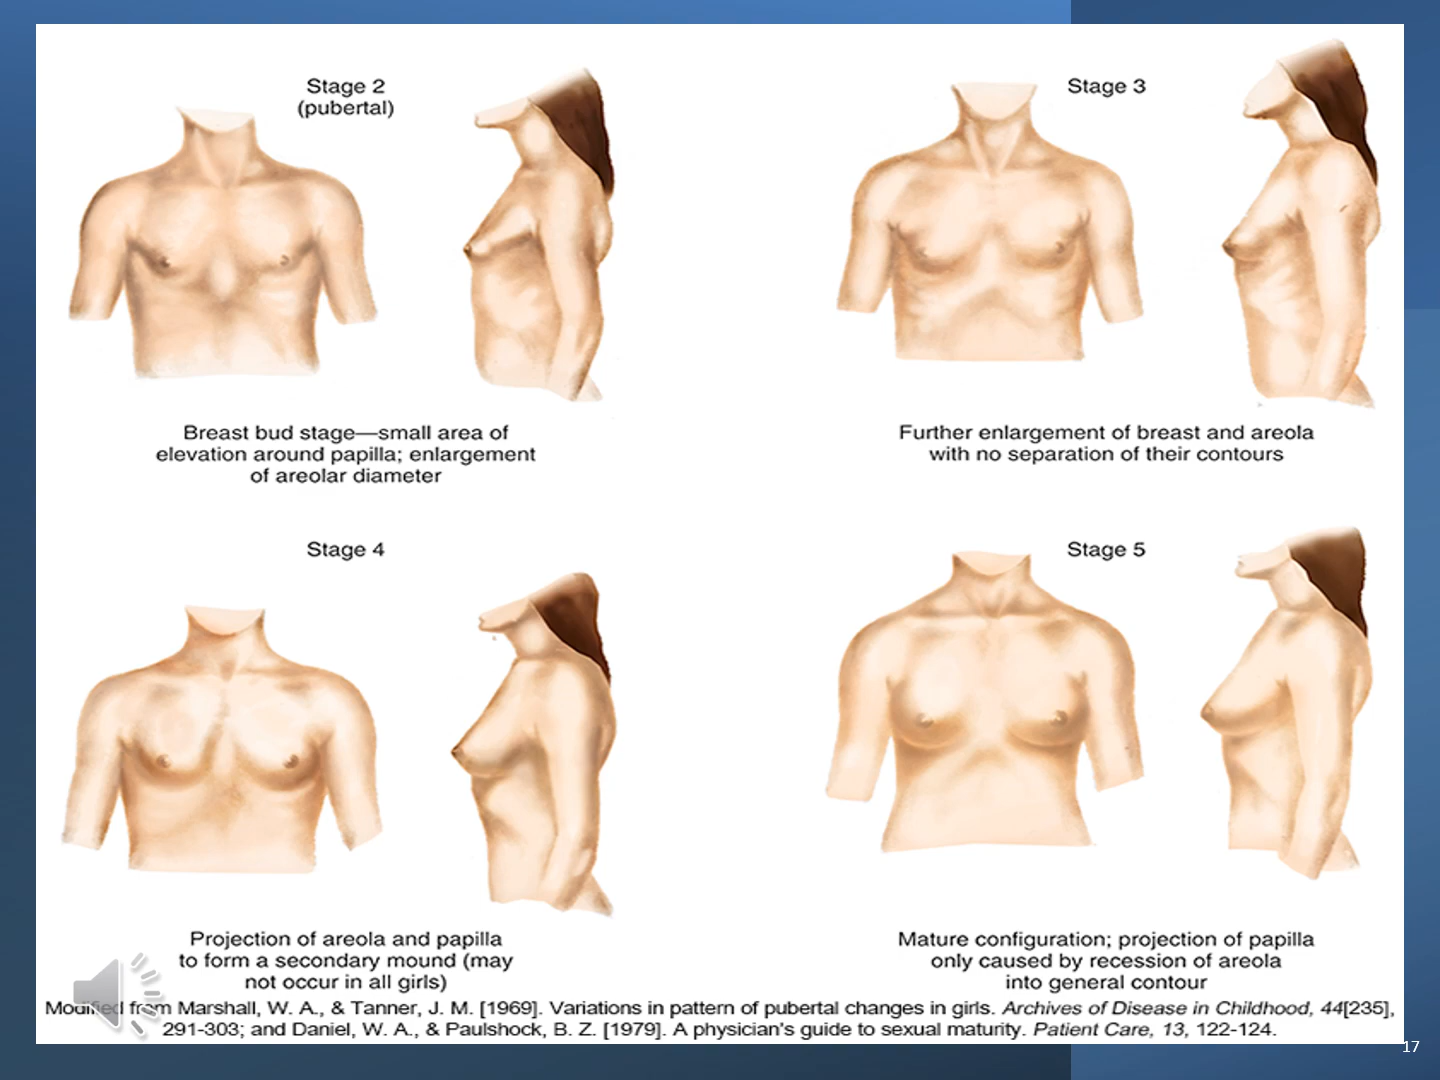 Stage 2
(pubertal)
Stage 3
Breast bud stage—small area of
elevation around papilla; enlargement
of areolar diameter
Further enlargement of breast and areola
with no separation of their contours
Stage 4
Stage 5
Projection of areola and papilla
to form a secondary mound (may
not occur in all girls)
Mature configuration; projection of papilla
only caused by recession of areola
into general contour
Modified from Marshall, W. A., & Tanner, J. M. [1969]. Variations in pattern of pubertal changes in girls. Archives of Disease in Childhood, 44[235],
291-303; and Daniel, W. A., & Paulshock, B. Z. [1979]. A physician's guide to sexual maturity. Patient Care, 13, 122-124.
17